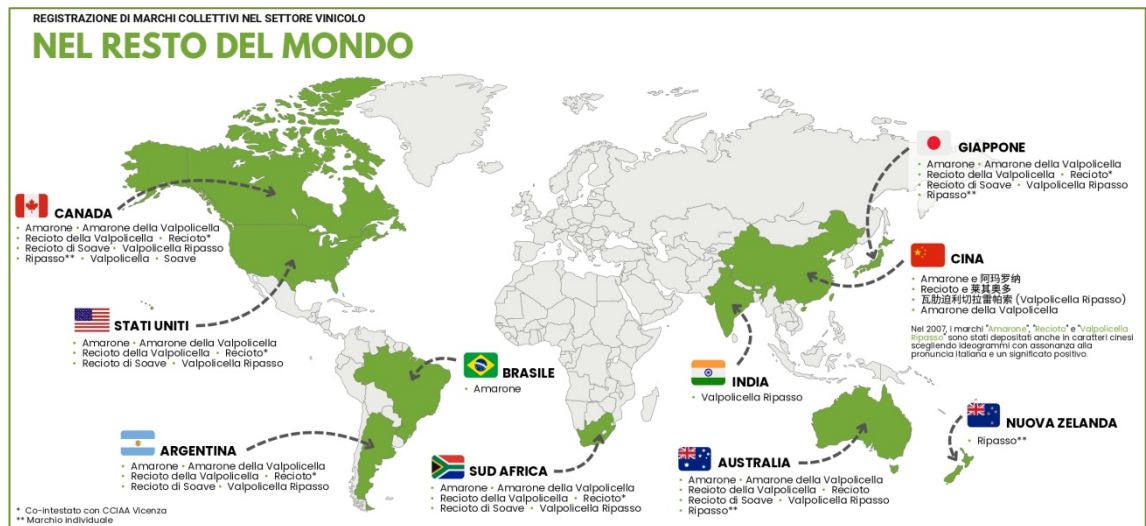 REGISTRAZIONE DI MARCHI COLLETTIVI NEL SETTORE VINICOLO
NEL RESTO DEL MONDO
CANADA
• Amarone • Amarone della Valpolicella
Recioto della Valpolicella • Recioto*
Recioto di Soave • Valpolicella Ripasso
Ripasso** • Valpolicella • Soave
STATI UNITI
• Amarone • Amarone della Valpolicella
• Recioto della Valpolicella • Recioto*
Recioto di Soave • Valpolicella Ripasso
BRASILE
• Amarone
ARGENTINA
• Amarone • Amarone della Valpolicella
• Recioto della Valpolicella • Recioto*
Recioto di Soave • Valpolicella Ripasso
SUD AFRICA
• Amarone • Amarone della Valpolicella
• Recioto della Valpolicella • Recioto*
• Recioto di Soave • Valpolicella Ripasso
GIAPPONE
• Amarone • Amarone della Valpolicella
• Recioto della Valpolicella • Recioto*
• Recioto di Soave • Valpolicella Ripasso
Ripasso**
CINA
• Amarone e 阿玛罗纳
• Recioto e 莱其奥多
• 瓦肋迫利切拉雷帕索 (Valpolicella Ripasso)
• Amarone della Valpolicella
Nel 2007, i marchi "Amarone", "Recioto" e "Valpolicella
Ripasso" sono stati depositati anche in caratteri cinesi
scegliendo ideogrammi con assonanza alla
pronuncia italiana e un significato positivo.
INDIA
• Valpolicella Ripasso
AUSTRALIA
• Amarone • Amarone della Valpolicella
• Recioto della Valpolicella • Recioto
• Recioto di Soave • Valpolicella Ripasso
• Ripasso**
NUOVA ZELANDA
• Ripasso**
* Co-intestato con CCIAA Vicenza
** Marchio individuale